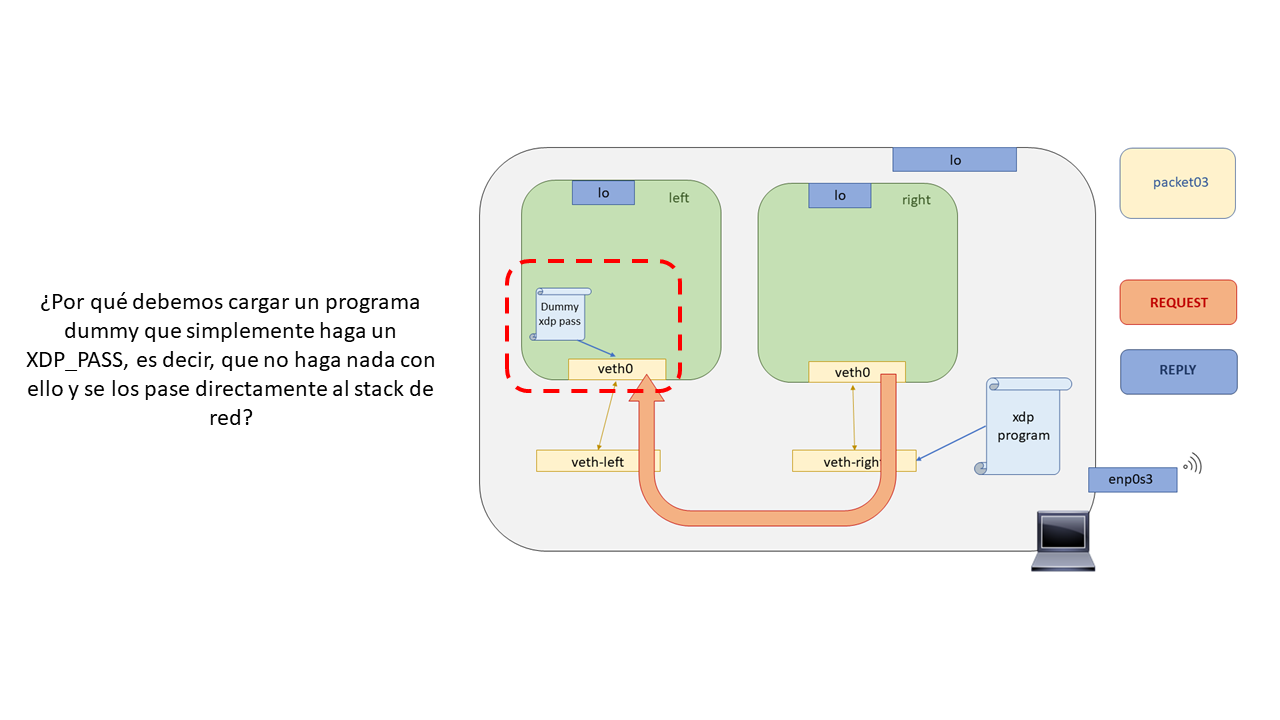 ¿Por qué debemos cargar un programa
dummy que simplemente haga un
XDP_PASS, es decir, que no haga nada con
ello y se los pase directamente al stack de
red?
lo
lo
left
lo
right
Dummy
xdp pass
veth0
veth0
veth-left
veth-right
xdp
program
packet03
REQUEST
REPLY
enp0s3